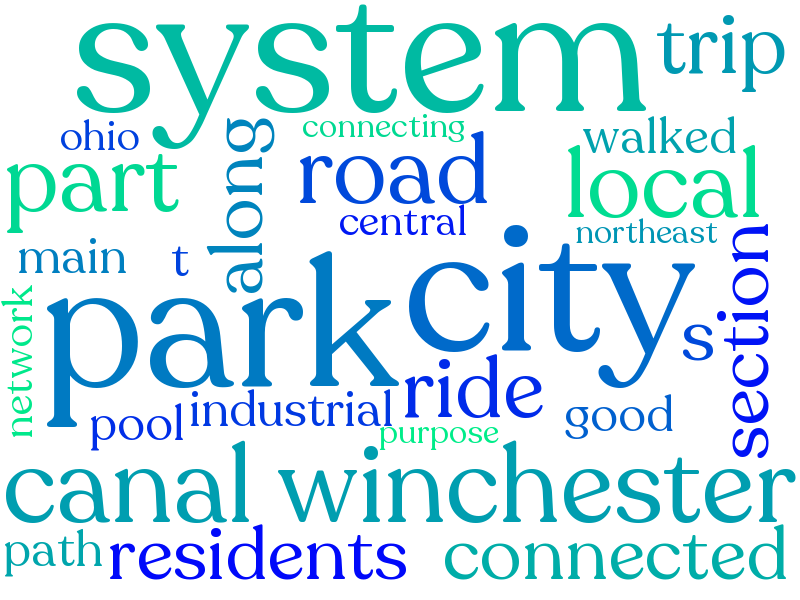 system
trip
ohio
connecting
walked
part
along
road
local
central
northeast
main
t
section
network
park
city
s
ride
pool
industrial
good
purpose
canal winchester
path
residents
connected